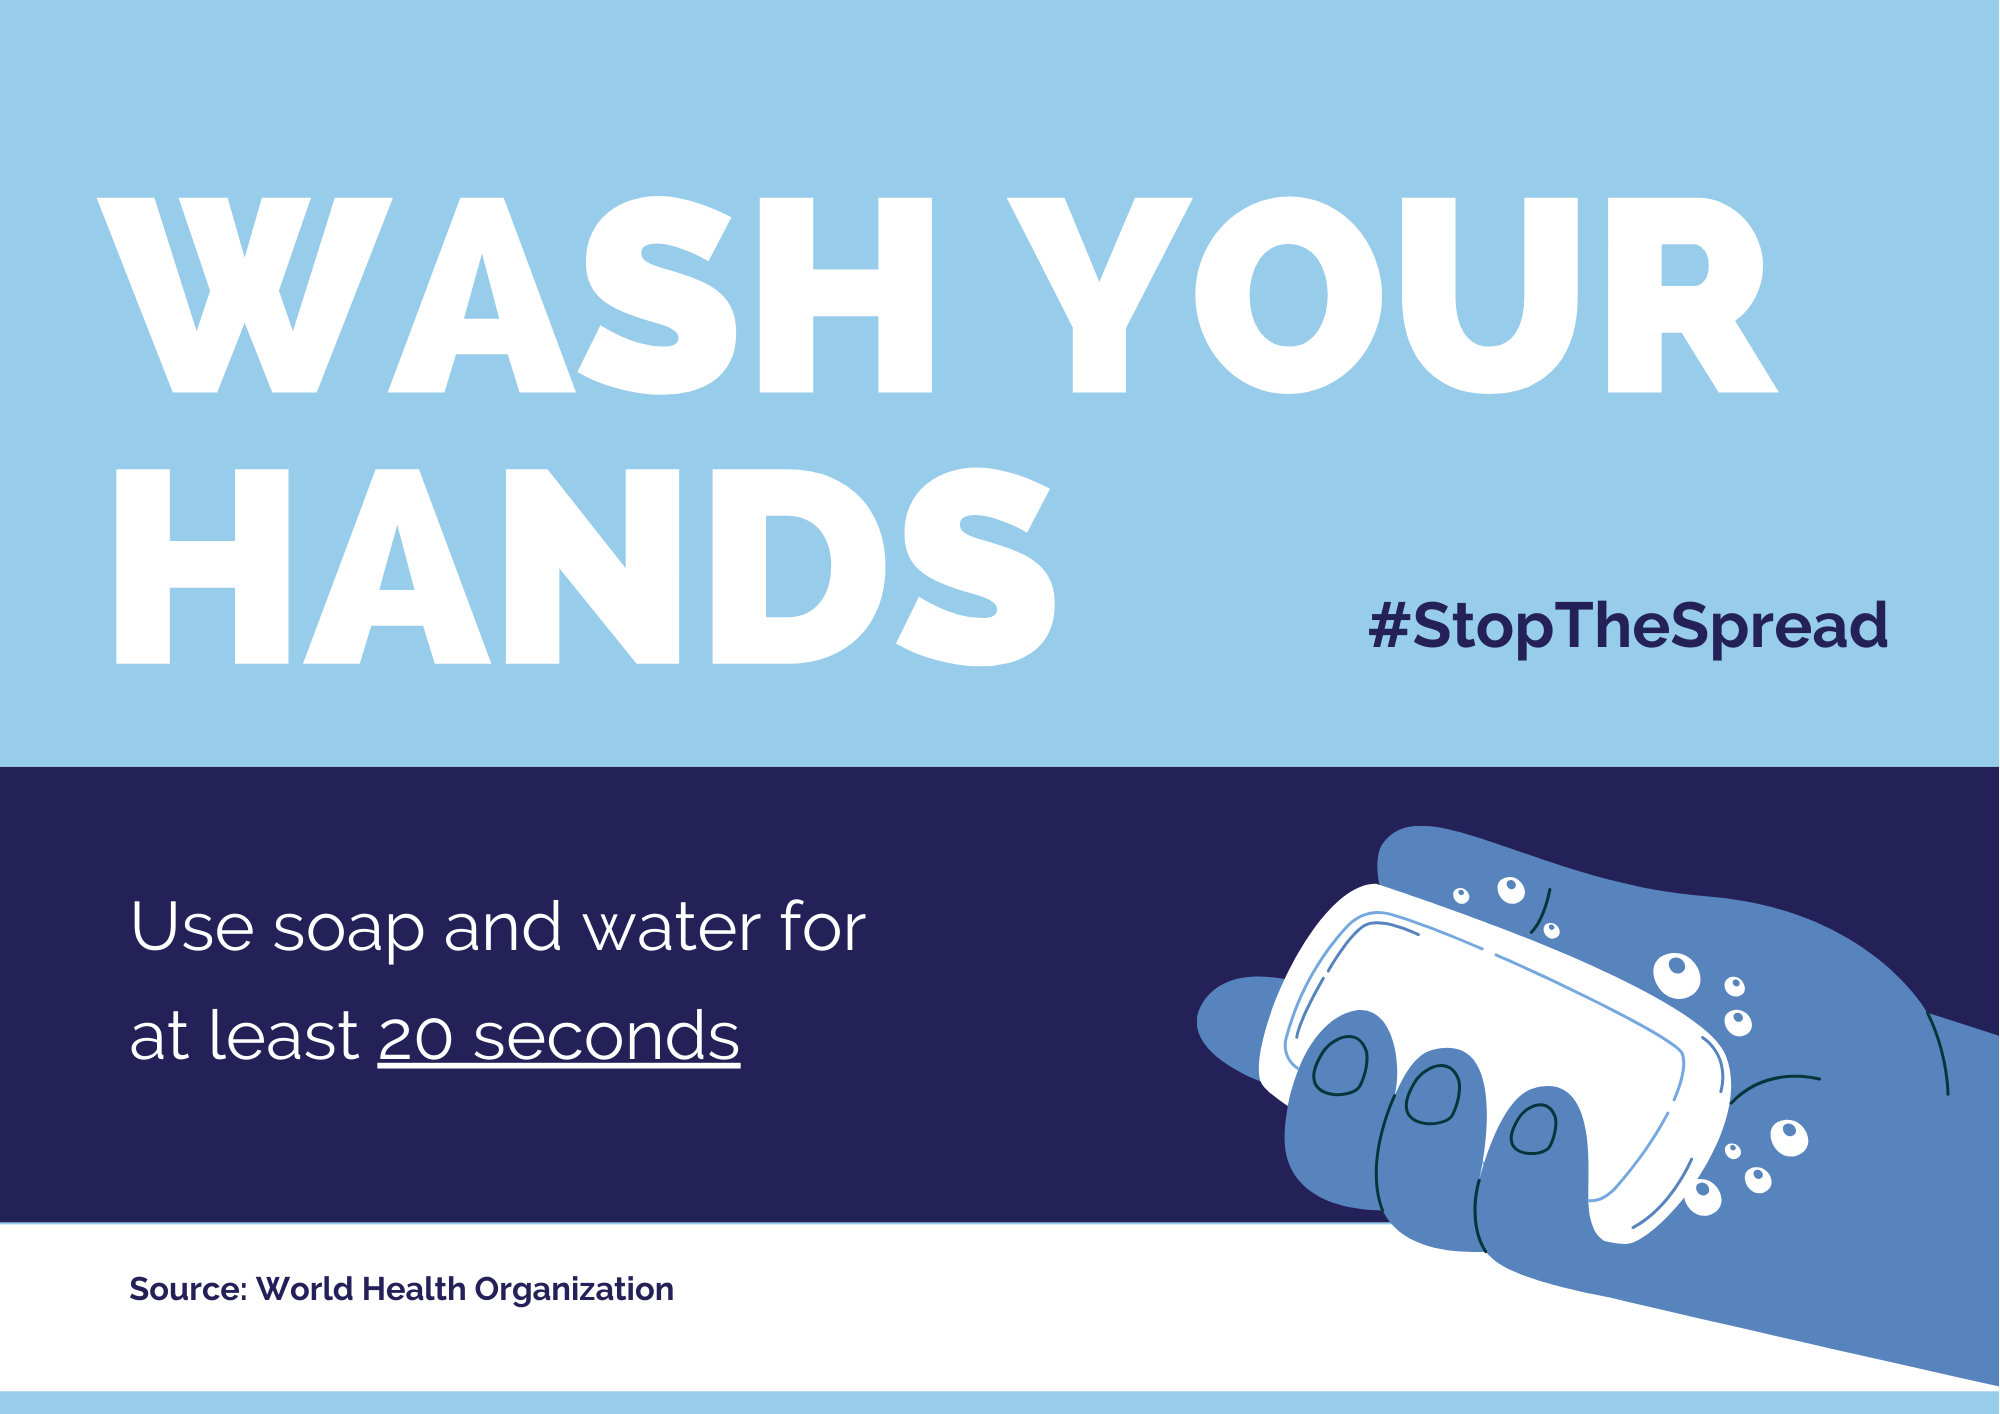 WASH YOUR
HANDS
#StopTheSpread
Use soap and water for
at least 20 seconds
Source: World Health Organization